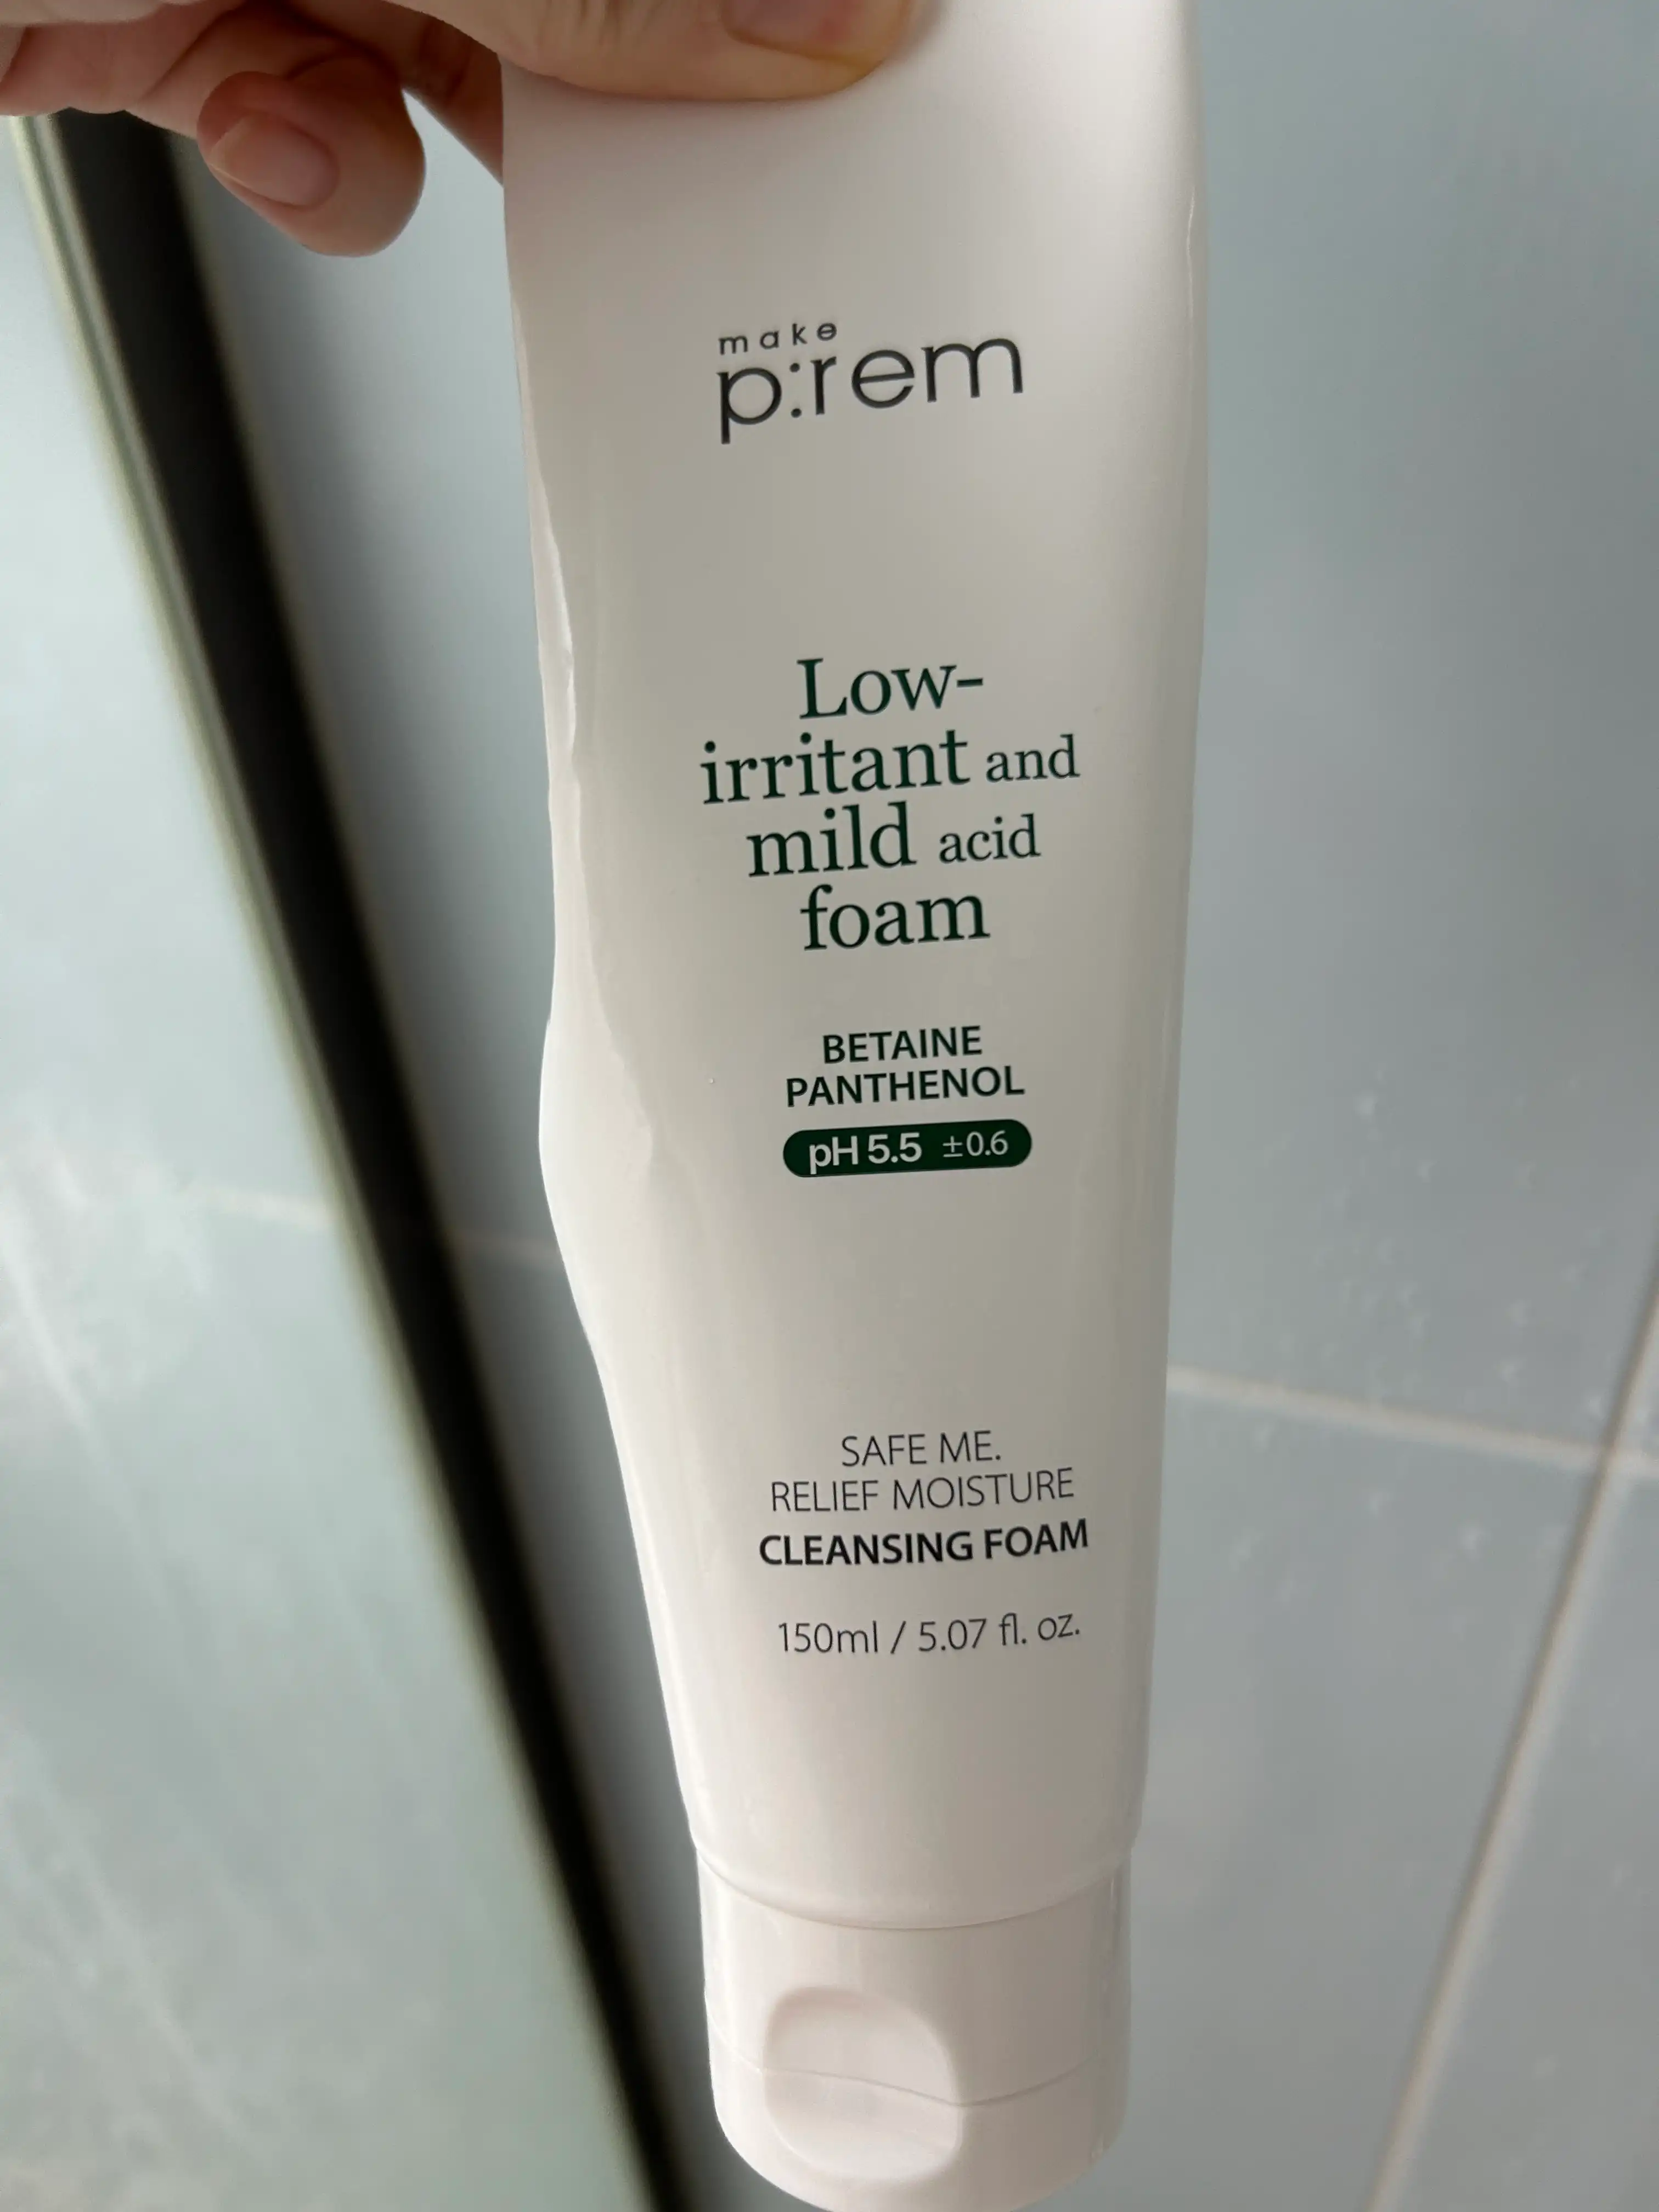 make
p:rem
Low-
irritant and
mild acid
foam
BETAINE
PANTHENOL
pH 5.5 ±0.6
SAFE ME.
RELIEF MOISTURE
CLEANSING FOAM
150ml / 5.07 fl. oz.